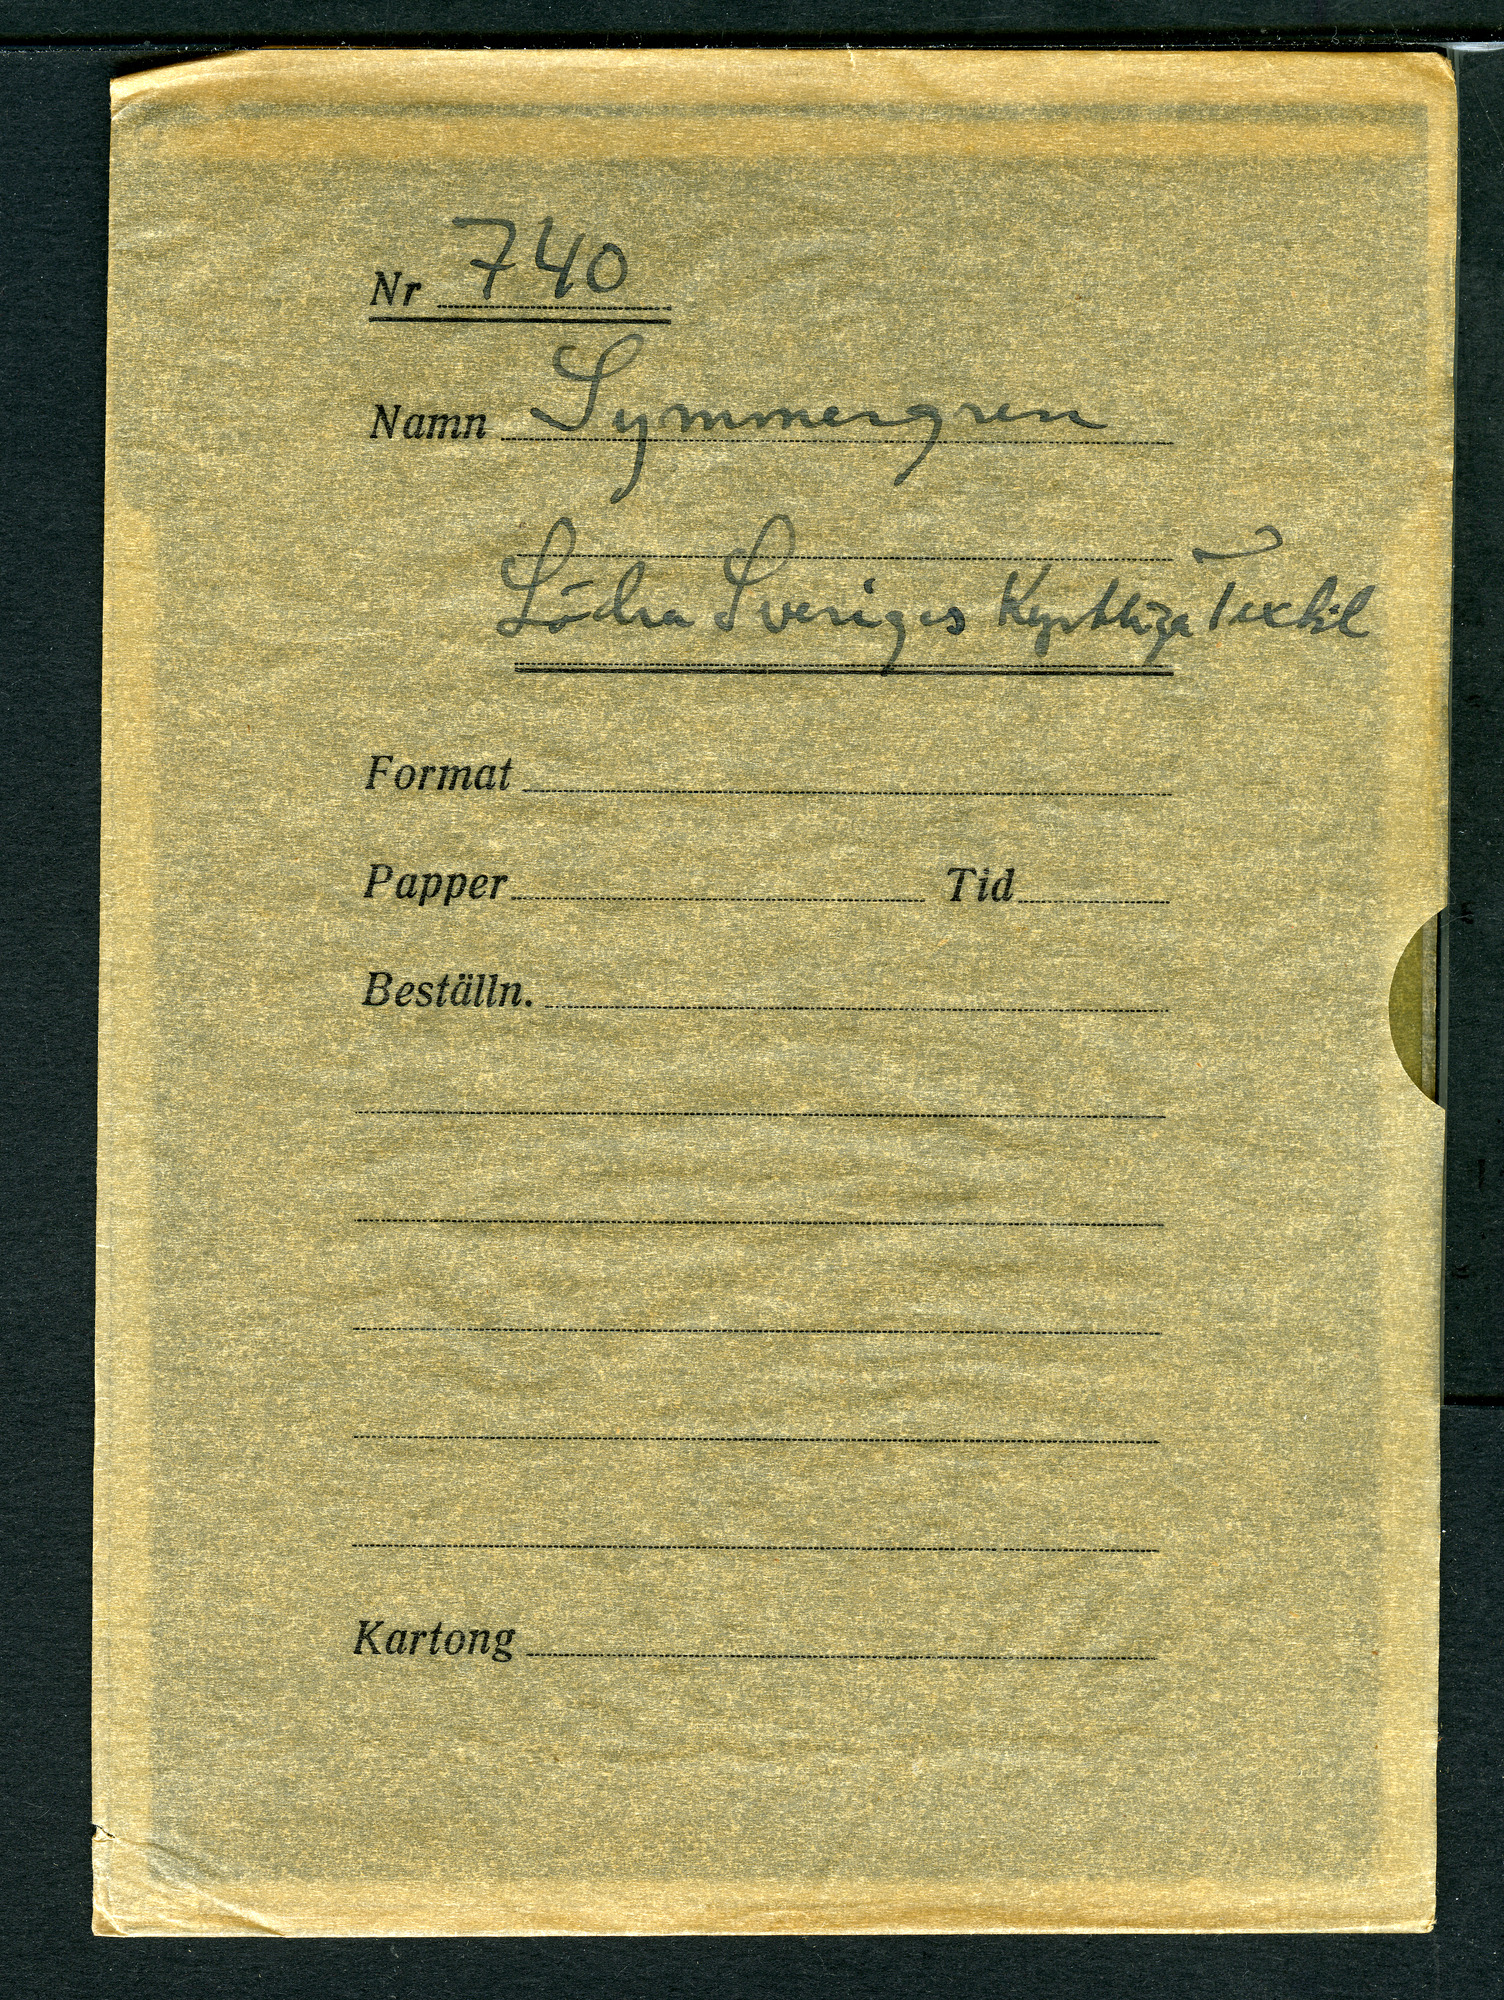 Nr 740
Namn Symmergren
Södra Sveriges Kyrkliga Textil
Format
Papper Tid
Beställn.
Kartong